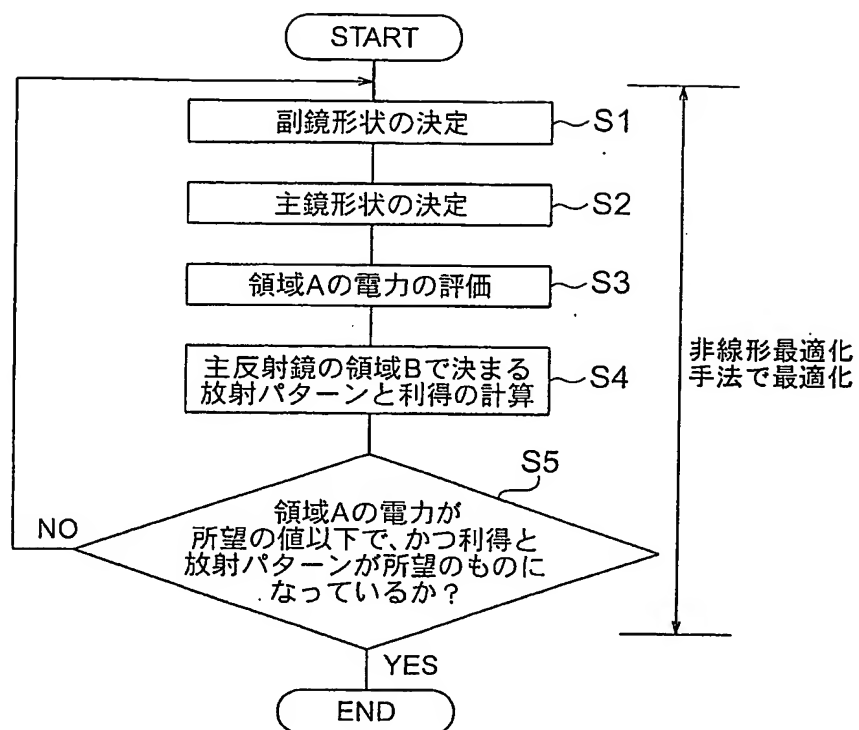 START
副鏡形状の決定
S1
主鏡形状の決定
S2
領域Aの電力の評価
S3
主反射鏡の領域Bで決まる
放射パターンと利得の計算
S4
非線形最適化
手法で最適化
S5
領域Aの電力が
所望の値以下で、かつ利得と
放射パターンが所望のものに
なっているか?
NO
YES
END